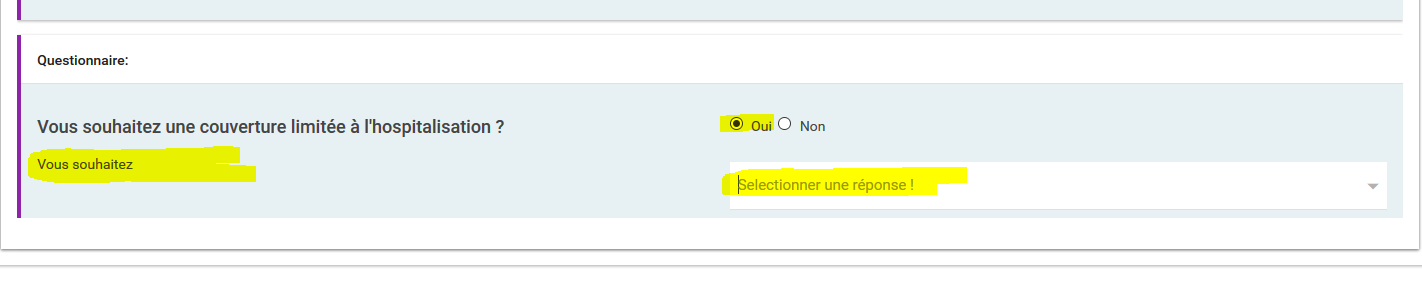 Questionnaire:
Vous souhaitez une couverture limitée à l'hospitalisation ?
Oui Non
Vous souhaitez
Selectionner une réponse !